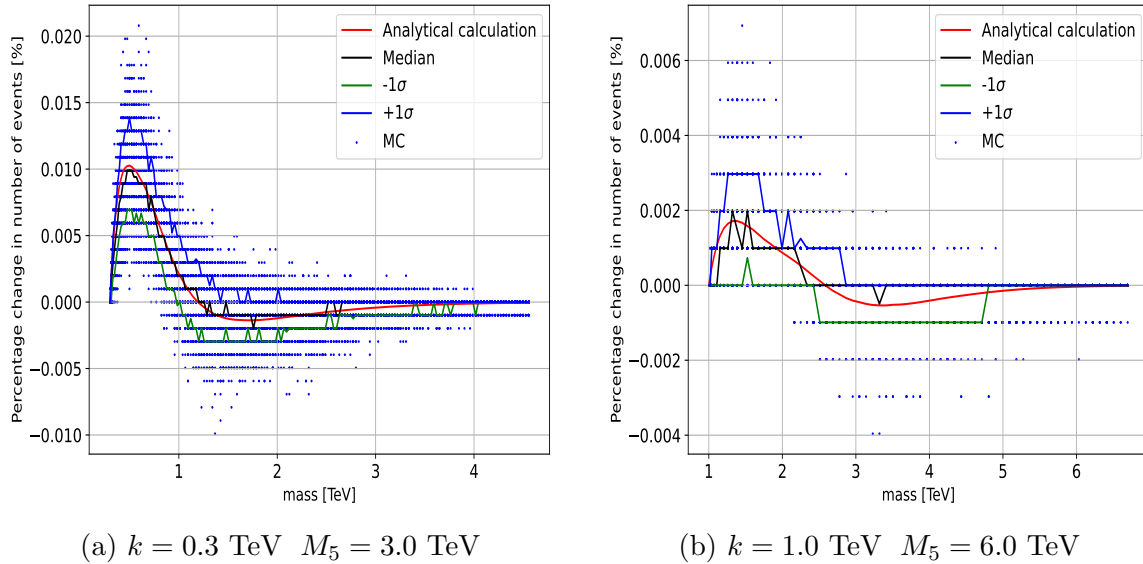 Percentage change in number of events [%]
0.020
0.015
0.010
0.005
0.000
−0.005
−0.010
1
2
3
4
mass [TeV]
Analytical calculation
Median
-1σ
+1σ
MC
(a) k = 0.3 TeV M₅ = 3.0 TeV
Percentage change in number of events [%]
0.006
0.004
0.002
0.000
−0.002
−0.004
1
2
3
4
5
6
mass [TeV]
Analytical calculation
Median
-1σ
+1σ
MC
(b) k = 1.0 TeV M₅ = 6.0 TeV